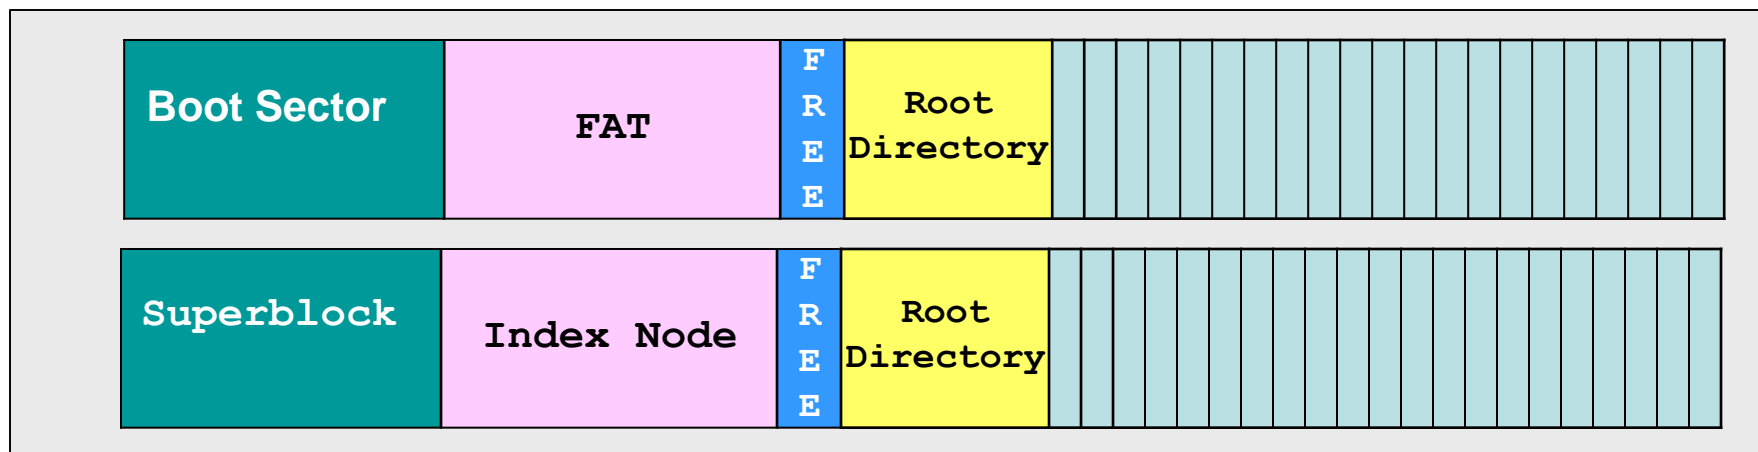 Boot Sector
FAT
F
R
E
E
Root
Directory
Superblock
Index Node
F
R
E
E
Root
Directory